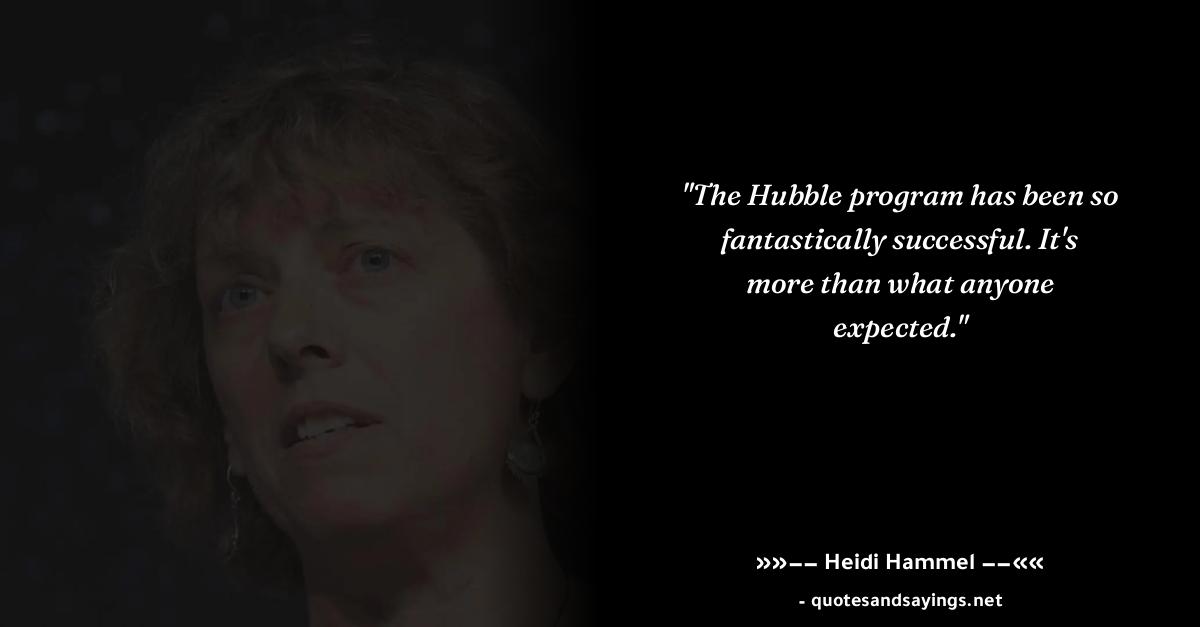 "The Hubble program has been so
fantastically successful. It's
more than what anyone
expected."
»»–– Heidi Hammel ––««
- quotesandsayings.net